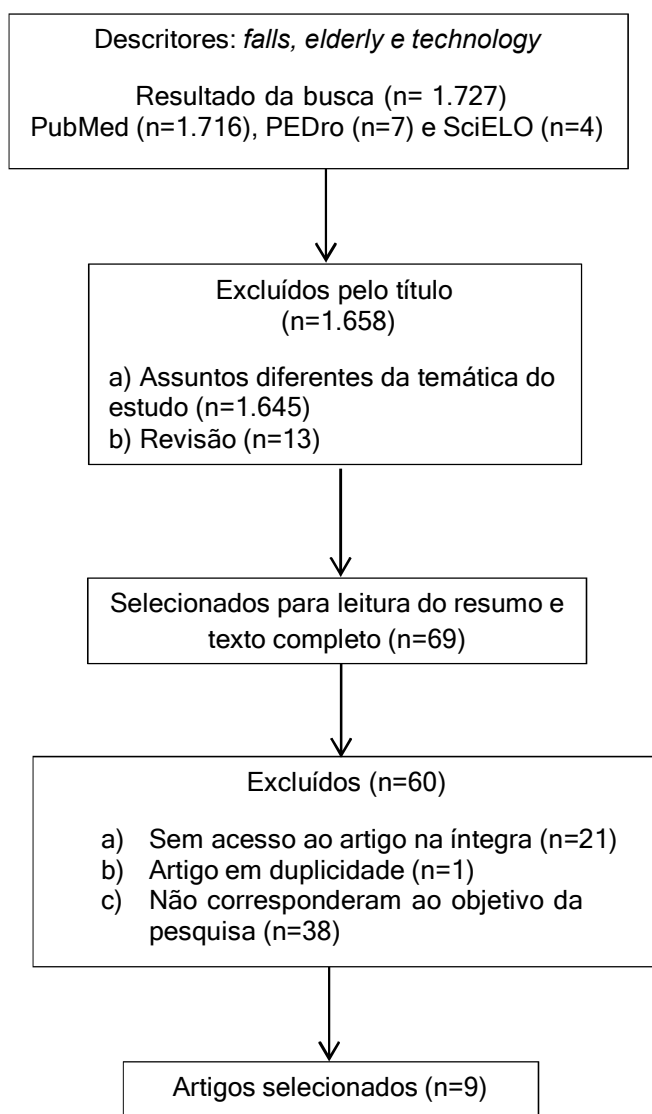 Descritores: falls, elderly e technology
Resultado da busca (n= 1.727)
PubMed (n=1.716), PEDro (n=7) e SciELO (n=4)
Excluídos pelo título
(n=1.658)
a) Assuntos diferentes da temática do
estudo (n=1.645)
b) Revisão (n=13)
Selecionados para leitura do resumo e
texto completo (n=69)
Excluídos (n=60)
a) Sem acesso ao artigo na íntegra (n=21)
b) Artigo em duplicidade (n=1)
c) Não corresponderam ao objetivo da
pesquisa (n=38)
Artigos selecionados (n=9)